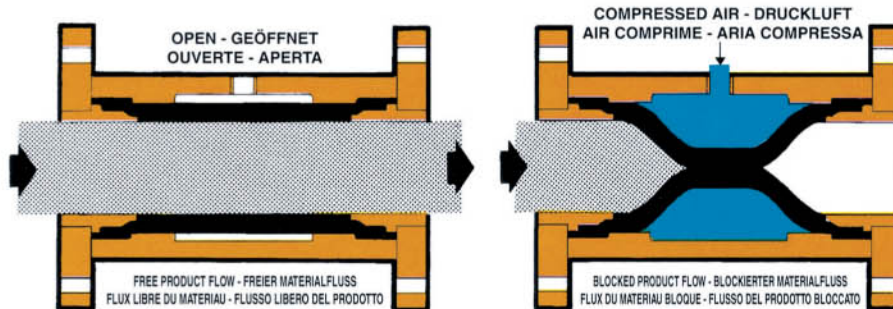 OPEN - GEÖFFNET
OUVERTE - APERTA
FREE PRODUCT FLOW - FREIER MATERIALFLUSS
FLUX LIBRE DU MATERIAU - FLUSSO LIBERO DEL PRODOTTO
COMPRESSED AIR - DRUCKLUFT
AIR COMPRIME - ARIA COMPRESSA
BLOCKED PRODUCT FLOW - BLOCKIERTER MATERIALFLUSS
FLUX DU MATERIAU BLOQUE - FLUSSO DEL PRODOTTO BLOCCATO